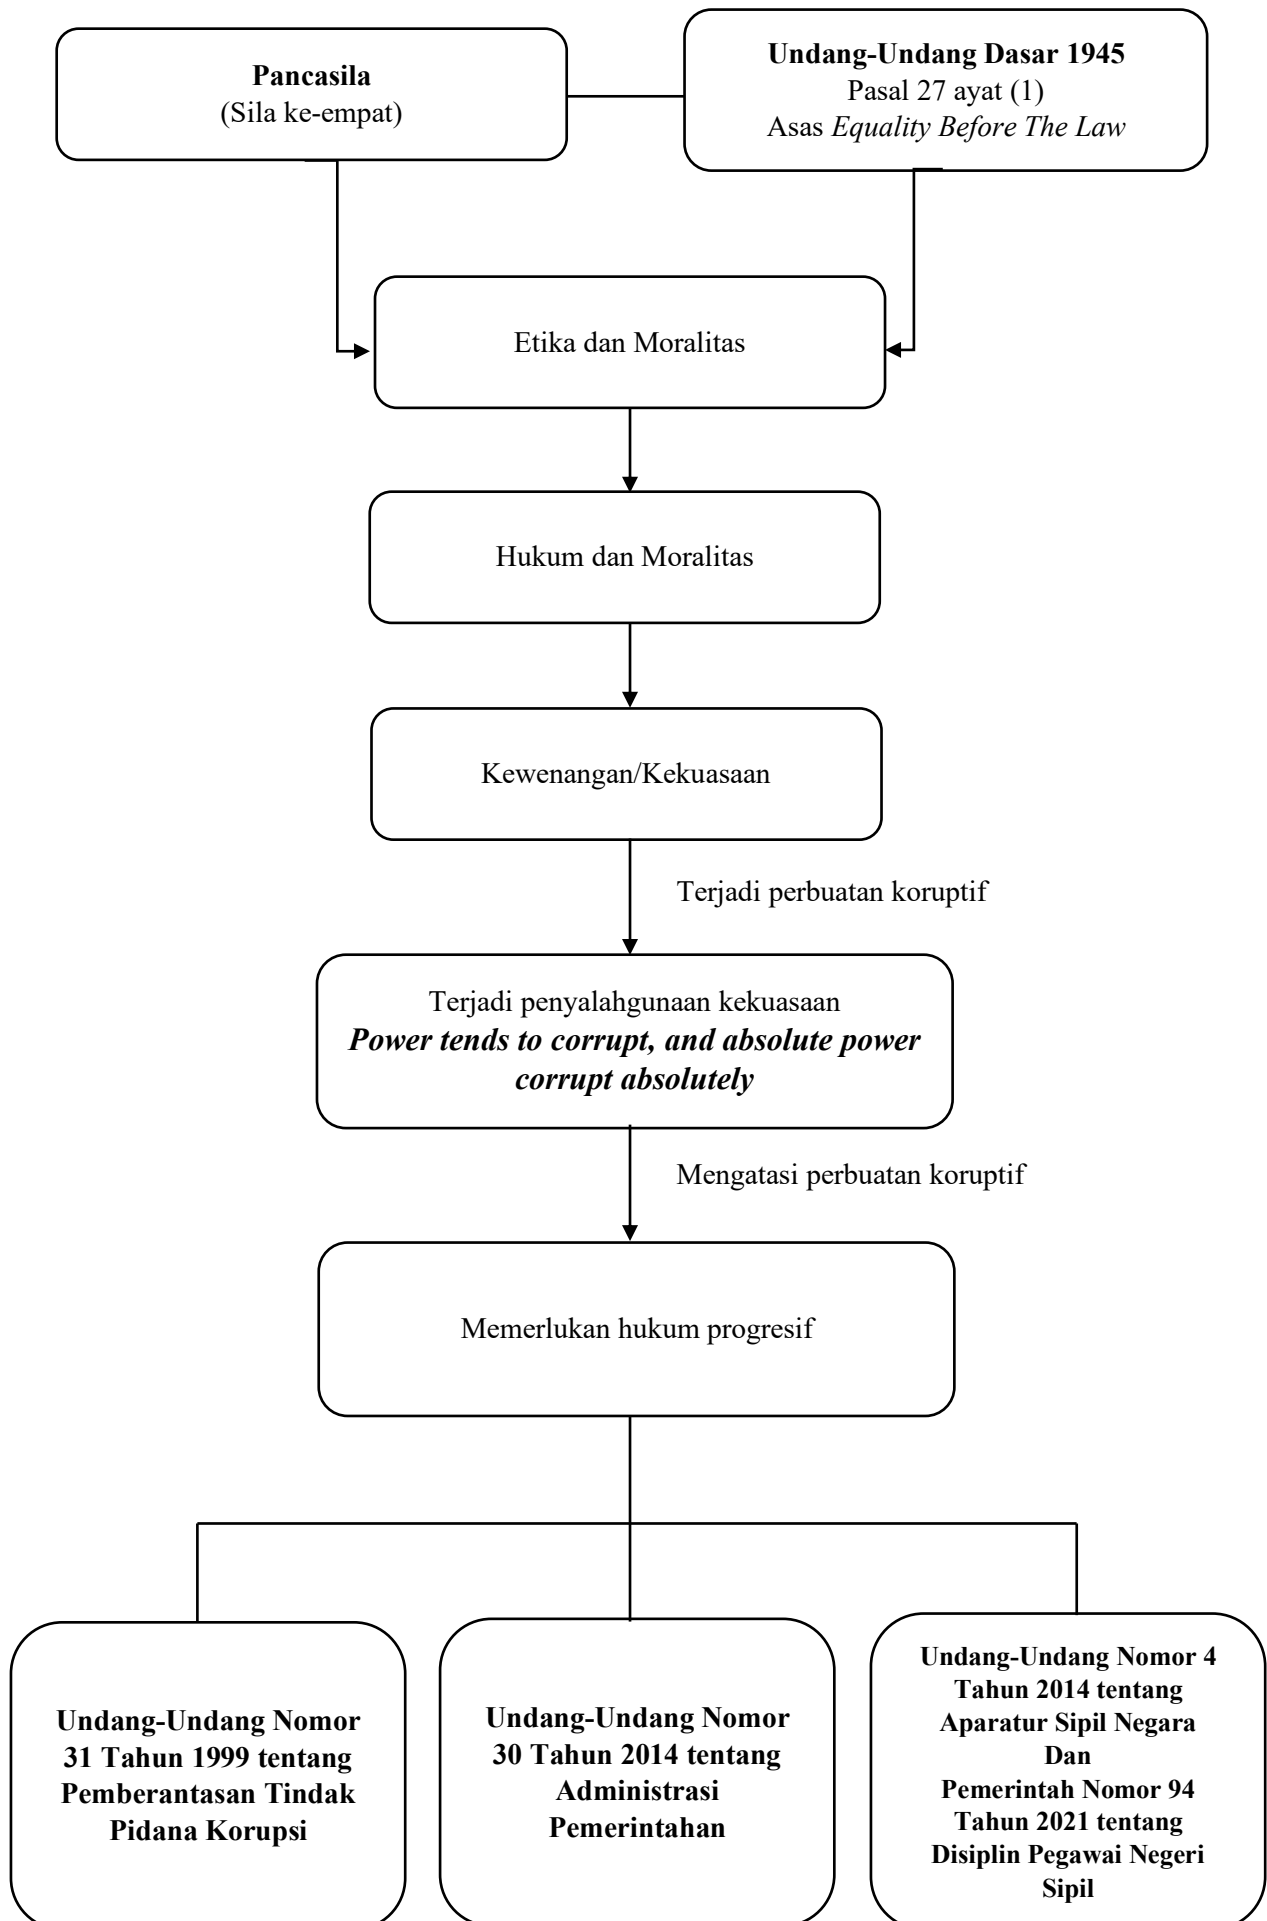 Pancasila
(Sila ke-empat)
Undang-Undang Dasar 1945
Pasal 27 ayat (1)
Asas Equality Before The Law
Etika dan Moralitas
Hukum dan Moralitas
Kewenangan/Kekuasaan
Terjadi perbuatan koruptif
Terjadi penyalahgunaan kekuasaan
Power tends to corrupt, and absolute power
corrupt absolutely
Mengatasi perbuatan koruptif
Memerlukan hukum progresif
Undang-Undang Nomor
31 Tahun 1999 tentang
Pemberantasan Tindak
Pidana Korupsi
Undang-Undang Nomor
30 Tahun 2014 tentang
Administrasi
Pemerintahan
Undang-Undang Nomor 4
Tahun 2014 tentang
Aparatur Sipil Negara
Dan
Pemerintah Nomor 94
Tahun 2021 tentang
Disiplin Pegawai Negeri
Sipil